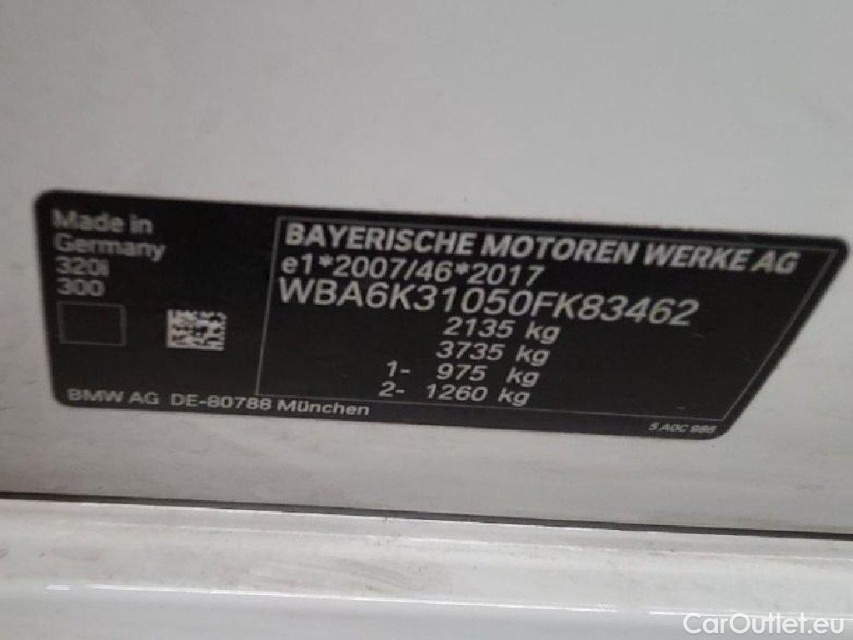 Made in
Germany
320i
300
BMW AG DE-80788 München
BAYERISCHE MOTOREN WERKE AG
e1*2007/46*2017
WBA6K31050FK83462
2135 kg
3735 kg
1- 975 kg
2- 1260 kg
5 A0C 986
CarOutlet.eu